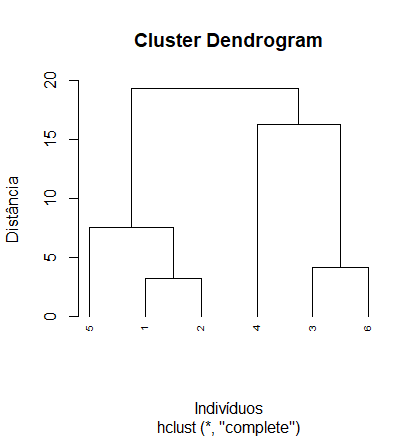 Cluster Dendrogram
Distância
20
15
10
5
0
5 1 2 4 3 6
Indivíduos
hclust (*, "complete")